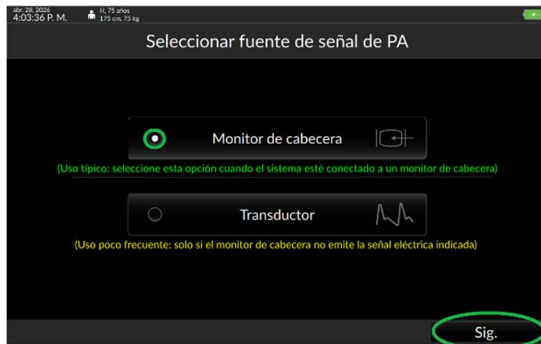 abr. 28, 2026
4:03:36 P. M.
H, 75 años
175 cm, 75 kg
Seleccionar fuente de señal de PA
Monitor de cabecera
(Uso típico: seleccione esta opción cuando el sistema esté conectado a un monitor de cabecera)
Transductor
(Uso poco frecuente: solo si el monitor de cabecera no emite la señal eléctrica indicada)
Sig.